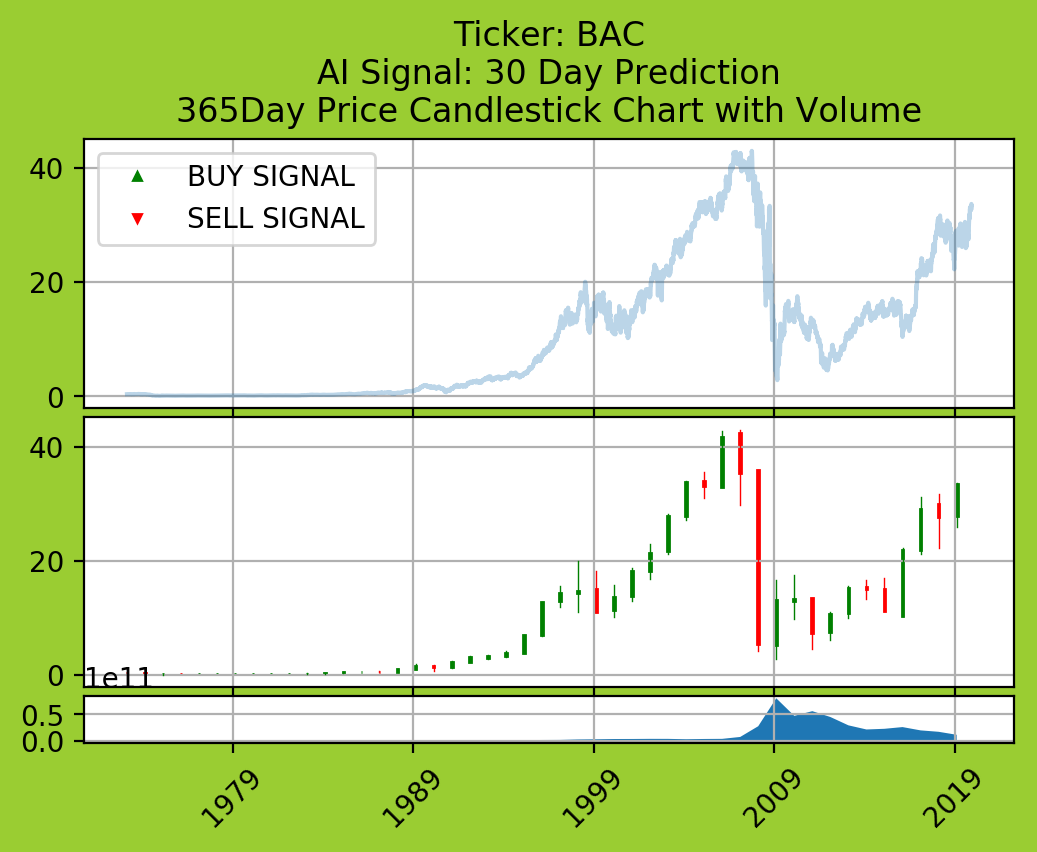 Ticker: BAC
AI Signal: 30 Day Prediction
365Day Price Candlestick Chart with Volume
40
20
0
BUY SIGNAL
SELL SIGNAL
40
20
0
1e11
0.5
0.0
1979
1989
1999
2009
2019